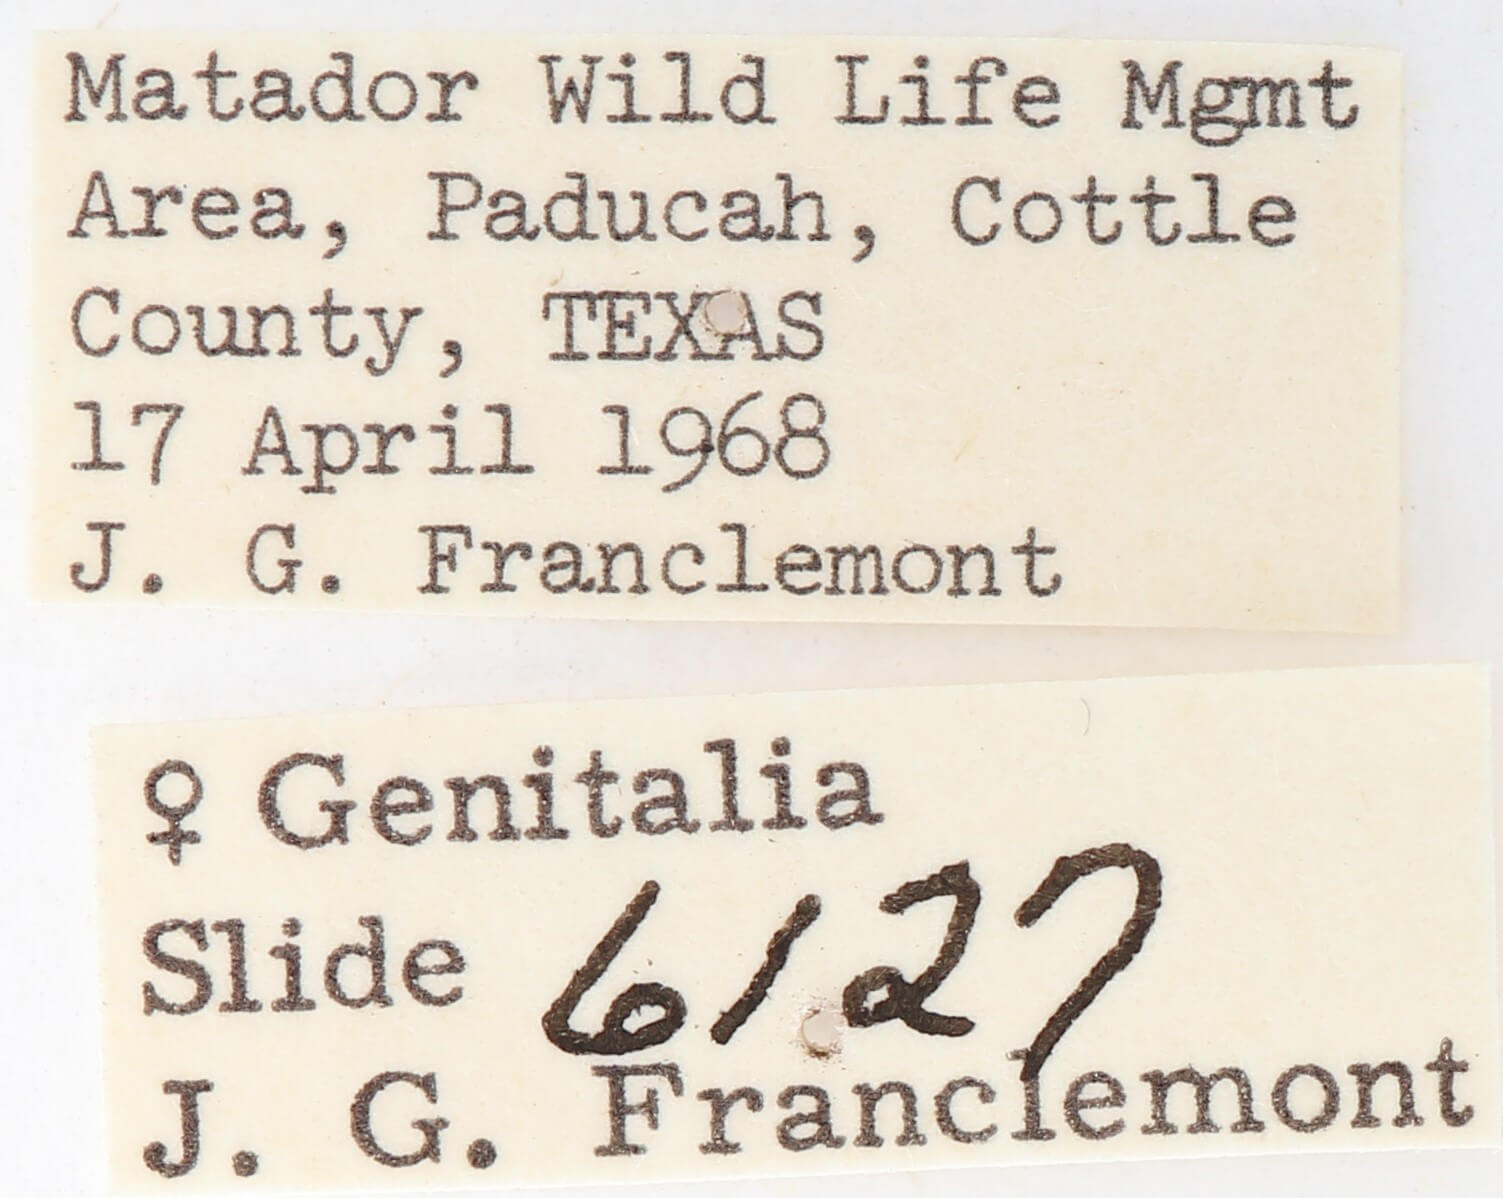 Matador Wild Life Mgmt
Area, Paducah, Cottle
County, TEXAS
17 April 1968
J. G. Franclemont
♀ Genitalia
Slide 6127
J. G. Franclemont